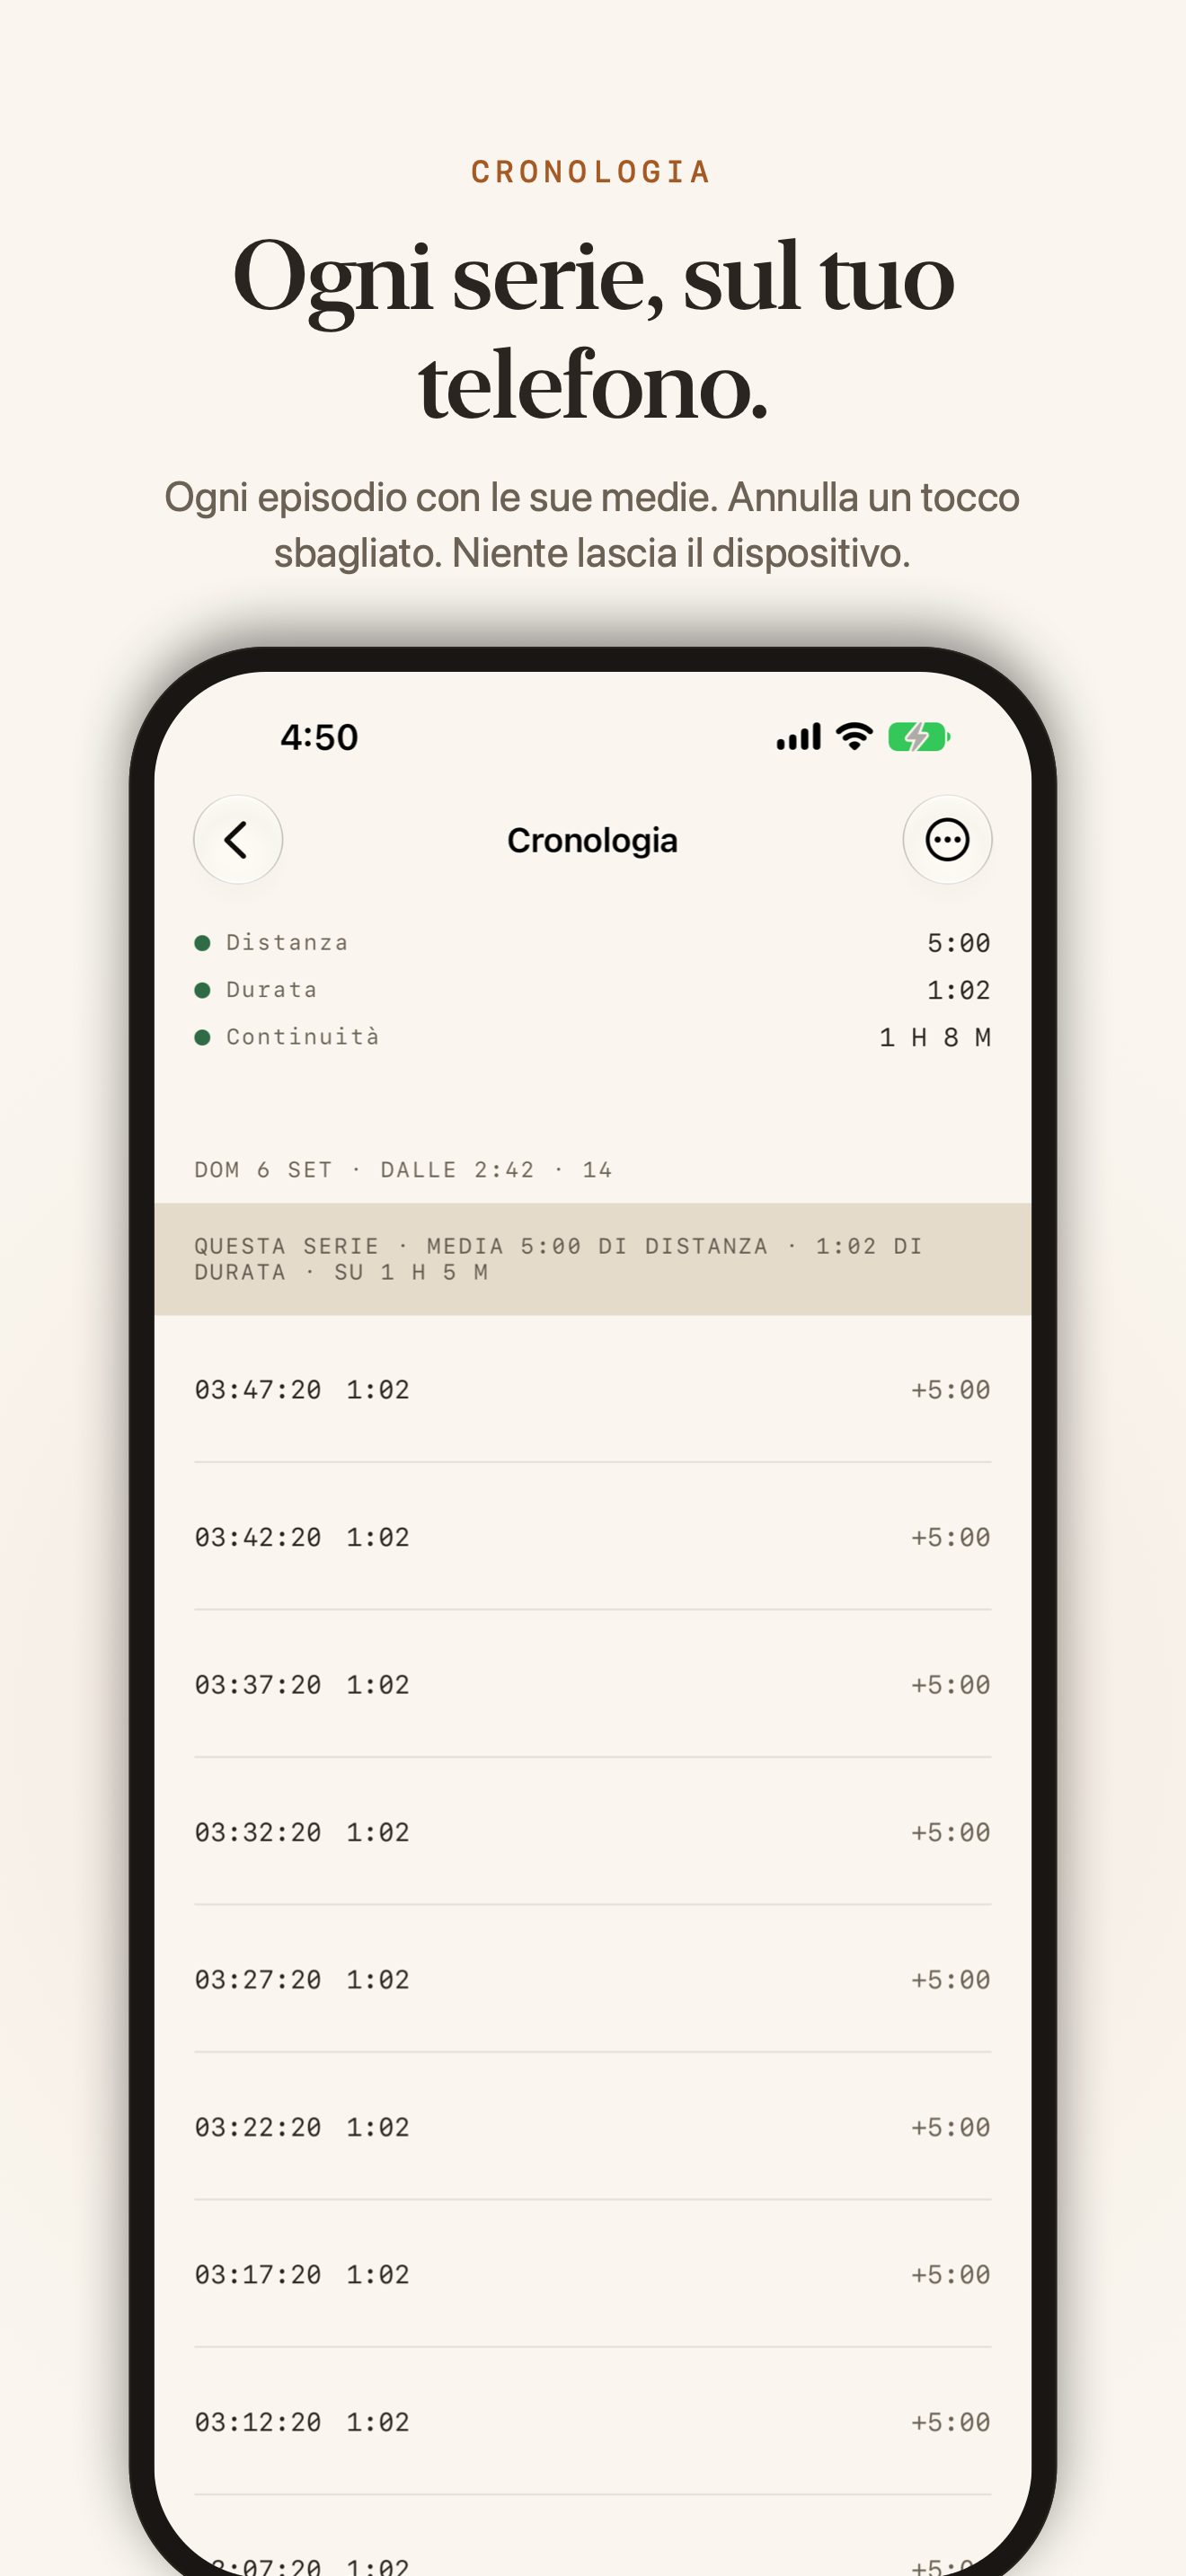 CRONOLOGIA
Ogni serie, sul tuo
telefono.
Ogni episodio con le sue medie. Annulla un tocco
sbagliato. Niente lascia il dispositivo.
4:50
Cronologia
Distanza 5:00
Durata 1:02
Continuità 1 H 8 M
DOM 6 SET · DALLE 2:42 · 14
QUESTA SERIE · MEDIA 5:00 DI DISTANZA · 1:02 DI
DURATA · SU 1 H 5 M
03:47:20 1:02 +5:00
03:42:20 1:02 +5:00
03:37:20 1:02 +5:00
03:32:20 1:02 +5:00
03:27:20 1:02 +5:00
03:22:20 1:02 +5:00
03:17:20 1:02 +5:00
03:12:20 1:02 +5:00